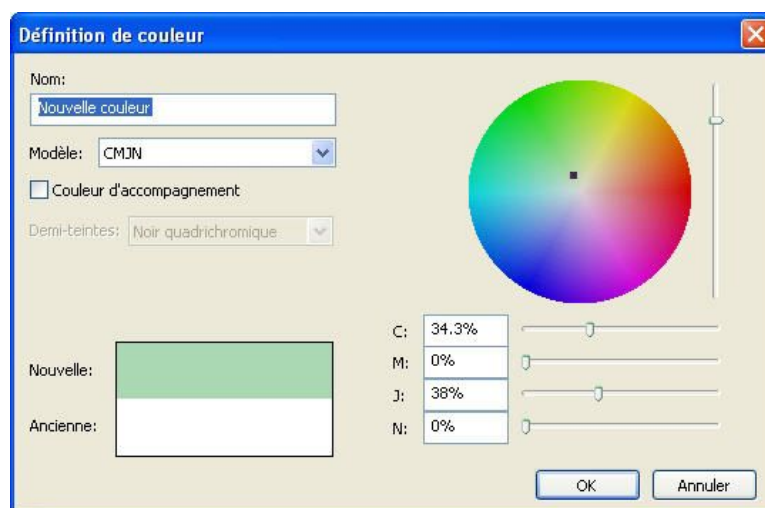 Définition de couleur
Nom:
Nouvelle couleur
Modèle: CMJN
Couleur d'accompagnement
Demi-teintes: Noir quadrichromique
Nouvelle:
Ancienne:
C: 34.3%
M: 0%
J: 38%
N: 0%
OK Annuler